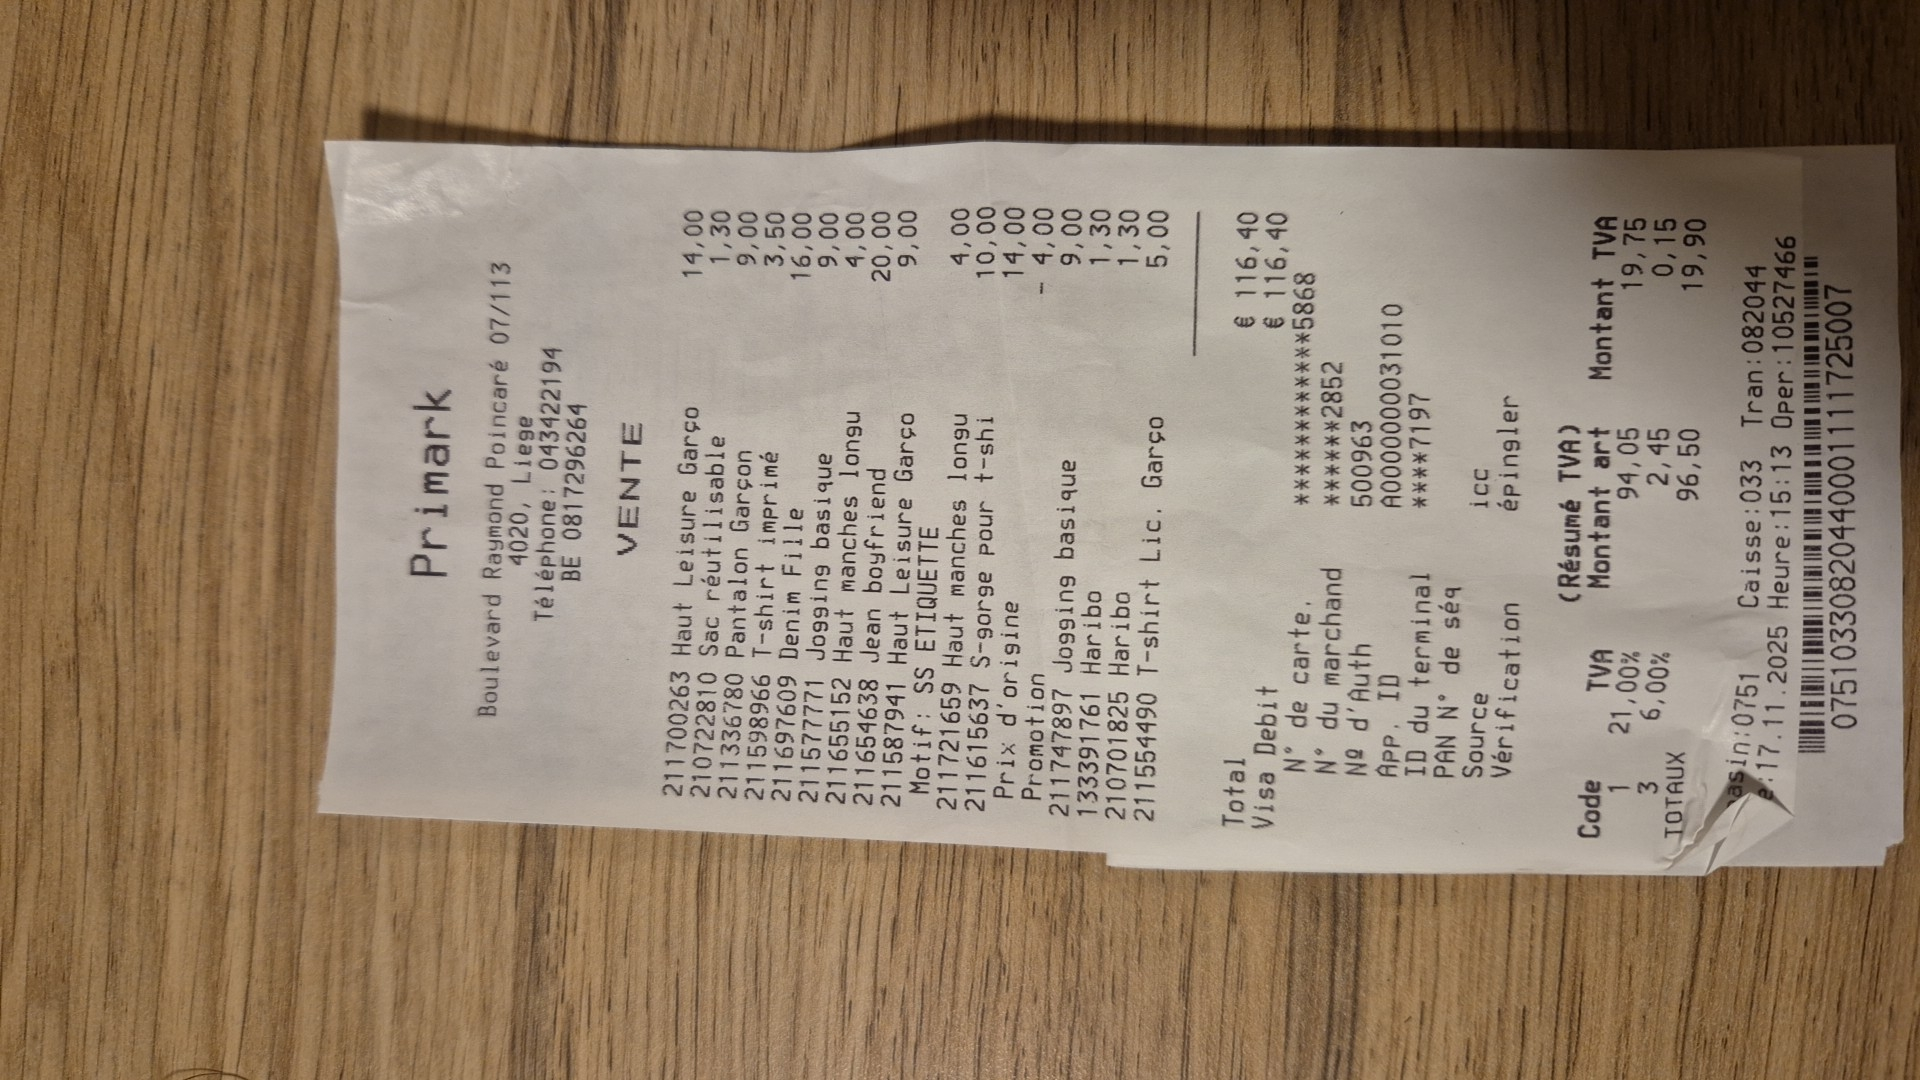 Primark
Boulevard Raymond Poincaré 07/113
4020, Liege
Téléphone: 043422194
BE 0817296264
VENTE
211700263 Haut Leisure Garço 14,00
210722810 Sac réutilisable 1,30
211336780 Pantalon Garçon 9,00
211598966 T-shirt imprimé 3,50
211697609 Denim Fille 16,00
211577771 Jogging basique 9,00
211655152 Haut manches longu 4,00
211654638 Jean boyfriend 20,00
211587941 Haut Leisure Garço 9,00
Motif: SS ETIQUETTE
211721659 Haut manches longu 4,00
211615637 S-gorge pour t-shi 10,00
Prix d'origine 14,00
Promotion - 4,00
211747897 Jogging basique 9,00
133391761 Haribo 1,30
210701825 Haribo 1,30
211554490 T-shirt Lic. Garço 5,00
Total € 116,40
Visa Debit € 116,40
N° de carte. ************5868
N° du marchand ******2852
Nº d'Auth 500963
App. ID A0000000031010
ID du terminal ****7197
PAN N° de séq
Source icc
Vérification épingler
(Résumé TVA)
Code TVA Montant art Montant TVA
1 21,00% 94,05 19,75
3 6,00% 2,45 0,15
TOTAUX 96,50 19,90
asin:0751 Caisse:033 Tran:082044
e:17.11.2025 Heure:15:13 Oper:10527466
07510330820440001111725007